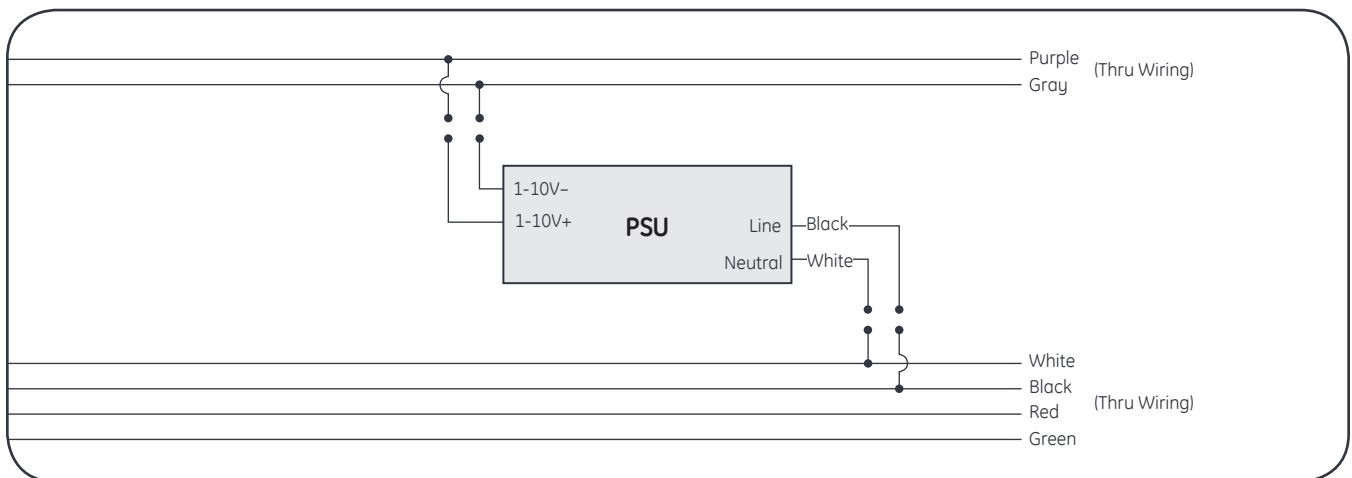 Purple
(Thru Wiring)
Gray
1-10V–
1-10V+
PSU
Line
Black
Neutral
White
White
Black
(Thru Wiring)
Red
Green